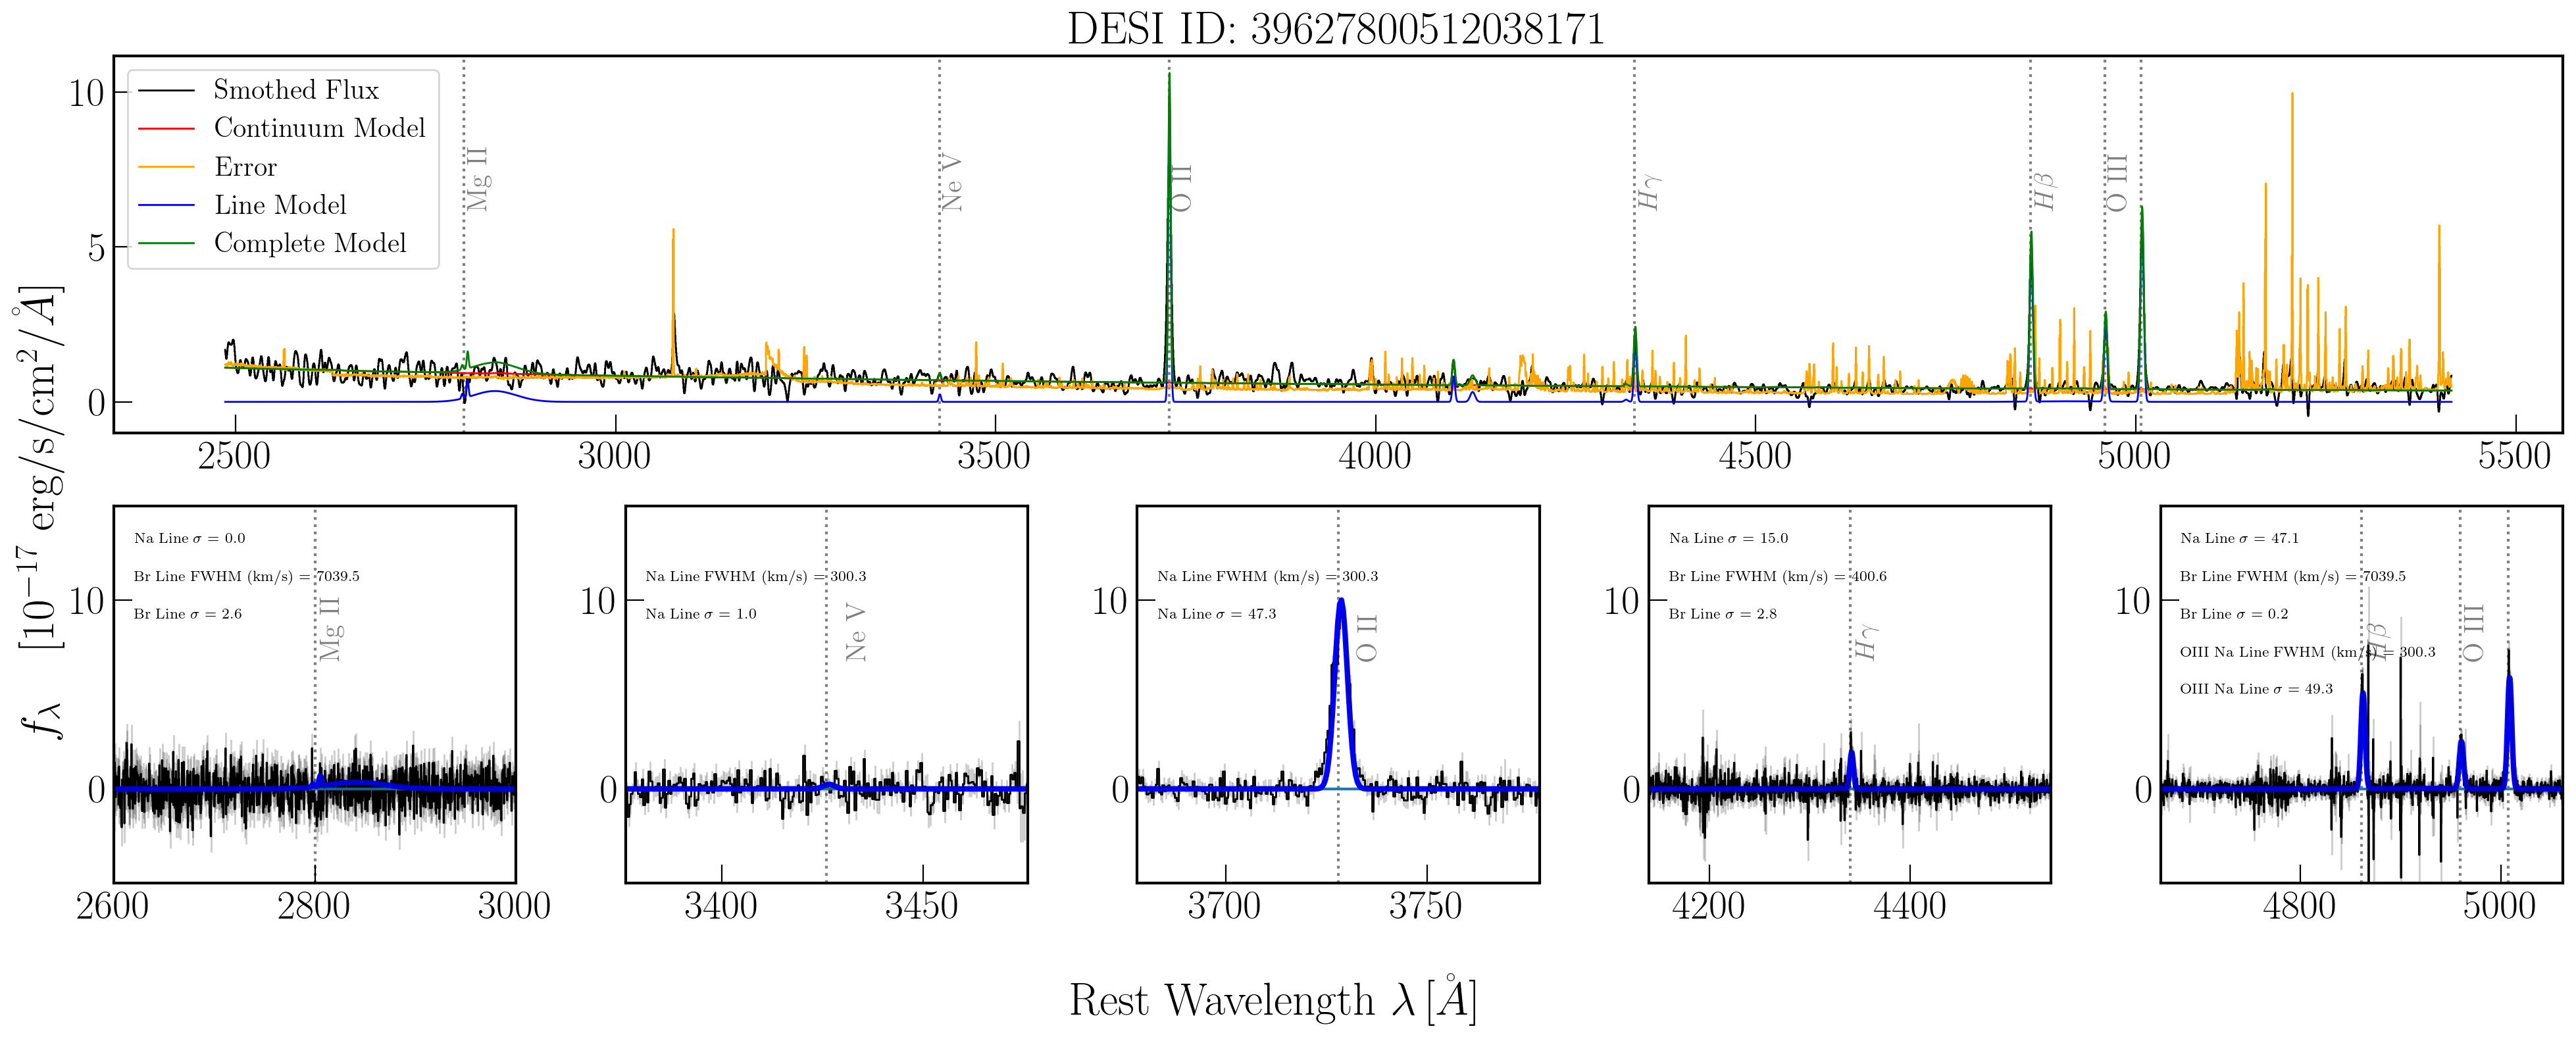 DESI ID: 39627800512038171
Smothed Flux
Continuum Model
Error
Line Model
Complete Model
Mg II
Ne V
O II
Hγ
Hβ
O III
10
5
0
2500 3000 3500 4000 4500 5000 5500
f_λ [10^{-17} erg/s/cm^2/Å]
Na Line σ = 0.0
Br Line FWHM (km/s) = 7039.5
Br Line σ = 2.6
Mg II
10
0
2600 2800 3000
Na Line FWHM (km/s) = 300.3
Na Line σ = 1.0
Ne V
10
0
3400 3450
Na Line FWHM (km/s) = 300.3
Na Line σ = 47.3
O II
10
0
3700 3750
Na Line σ = 15.0
Br Line FWHM (km/s) = 400.6
Br Line σ = 2.8
Hγ
10
0
4200 4400
Na Line σ = 47.1
Br Line FWHM (km/s) = 7039.5
Br Line σ = 0.2
OIII Na Line FWHM (km/s) = 300.3
OIII Na Line σ = 49.3
Hβ
O III
10
0
4800 5000
Rest Wavelength λ [Å]